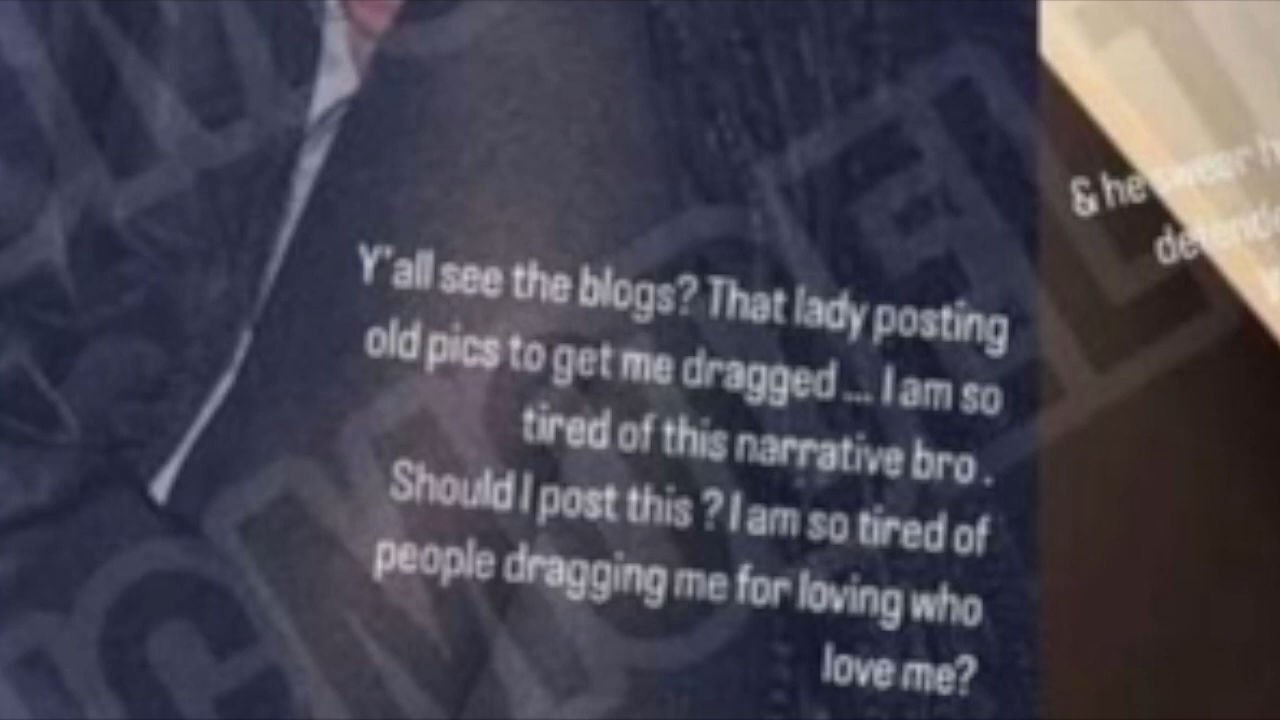 Y'all see the blogs? That lady posting
old pics to get me dragged ... I am so
tired of this narrative bro .
Should I post this ? I am so tired of
people dragging me for loving who
love me?
& he